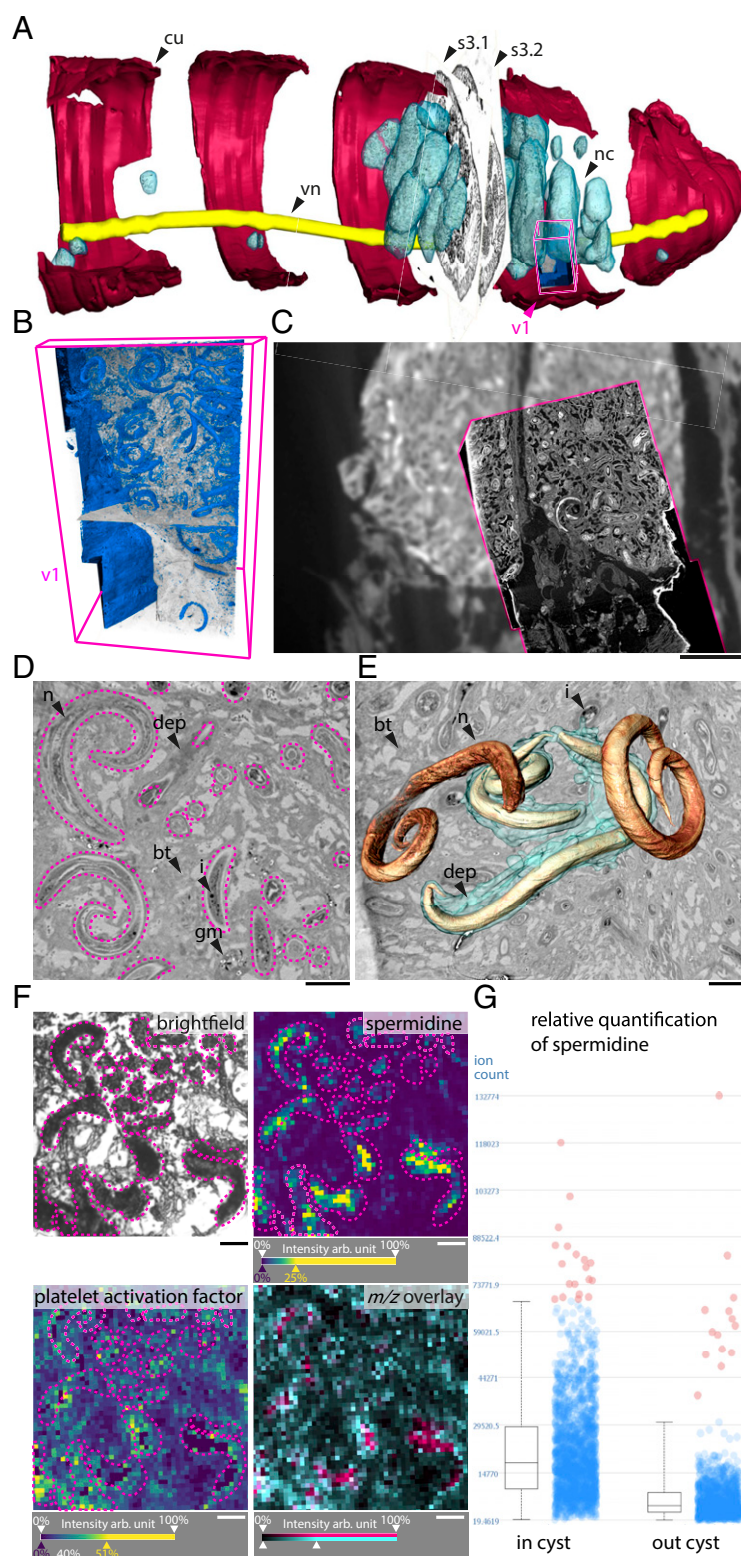 A
cu
s3.1
s3.2
vn
nc
v1
B
C
v1
D
E
n
dep
bt
i
gm
i
n
bt
dep
F
G
brightfield
spermidine
0%
100%
Intensity arb. unit
0%
25%
platelet activation factor
m/z overlay
0%
100%
Intensity arb. unit
0%
40%
51%
0%
100%
Intensity arb. unit
relative quantification
of spermidine
ion
count
132774
118023
103273
88522.4
73771.9
59021.5
44271
29520.5
14770
19.4619
in cyst
out cyst